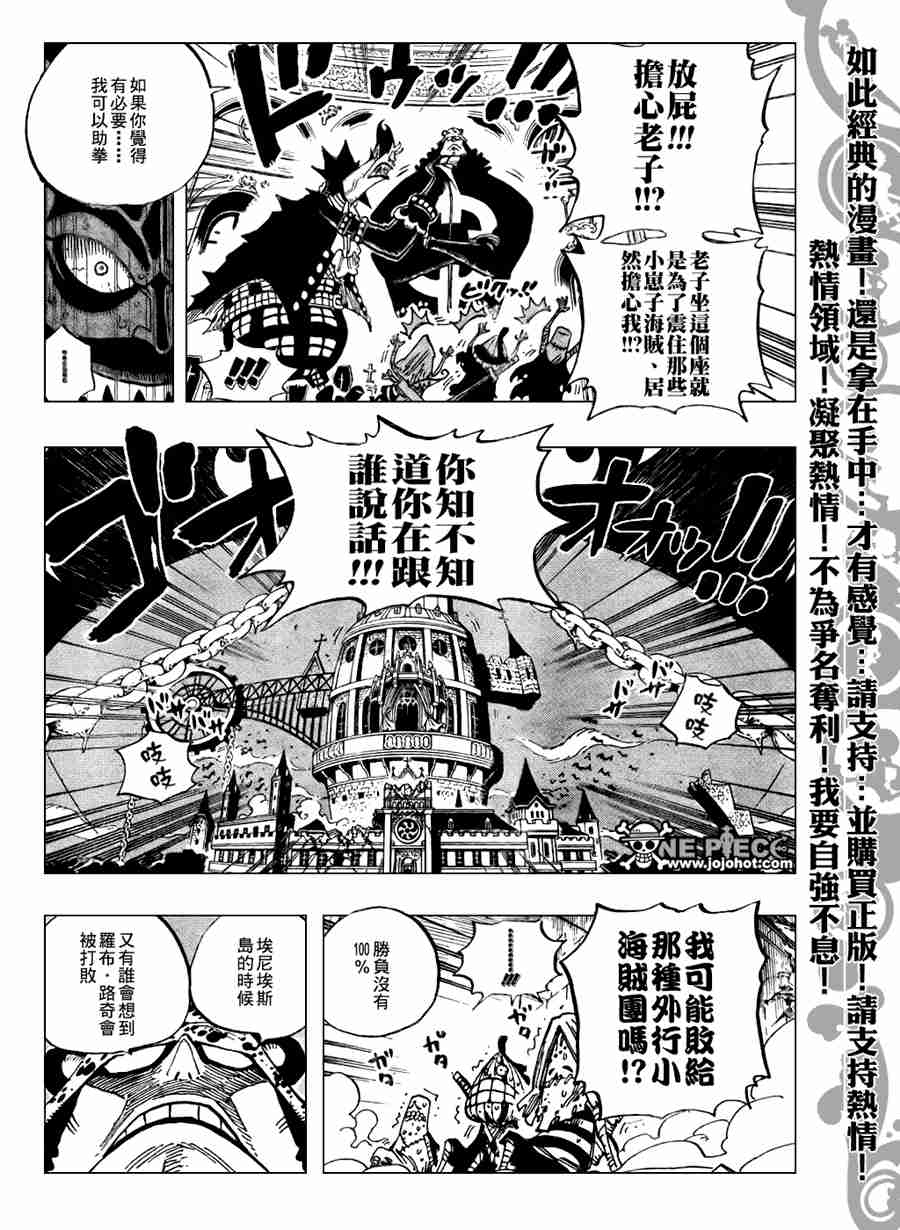 如此經典的漫畫！還是拿在手中…才有感覺…請支持…並購買正版！請支持熱情！
熱情領域！凝聚熱情！不為爭名奪利！我要自強不息！
放屁!!!
擔心老子!!?
老子坐這個座就
是為了震住那些
小崽子海賊、居
然擔心我!!?
ドオッ!!!
ビクッ
!!!
如果你覺得
有必要……
我可以助拳
你知不知
道你在跟
誰說話!!!
オオッ!!!
ゴオ
吱吱
吱吱
ONE PIECE
www.jojohot.com
我可能敗給
那種外行小
海賊團嗎!?
………!!!
勝負沒有
100%
埃尼埃斯
島的時候
又有誰會想到
羅布·路奇會
被打敗